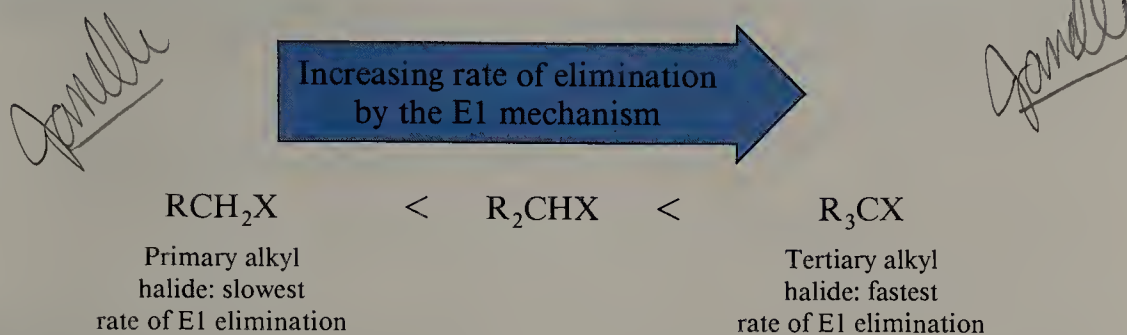 Increasing rate of elimination
by the E1 mechanism
RCH₂X < R₂CHX < R₃CX
Primary alkyl
halide: slowest
rate of E1 elimination
Tertiary alkyl
halide: fastest
rate of E1 elimination